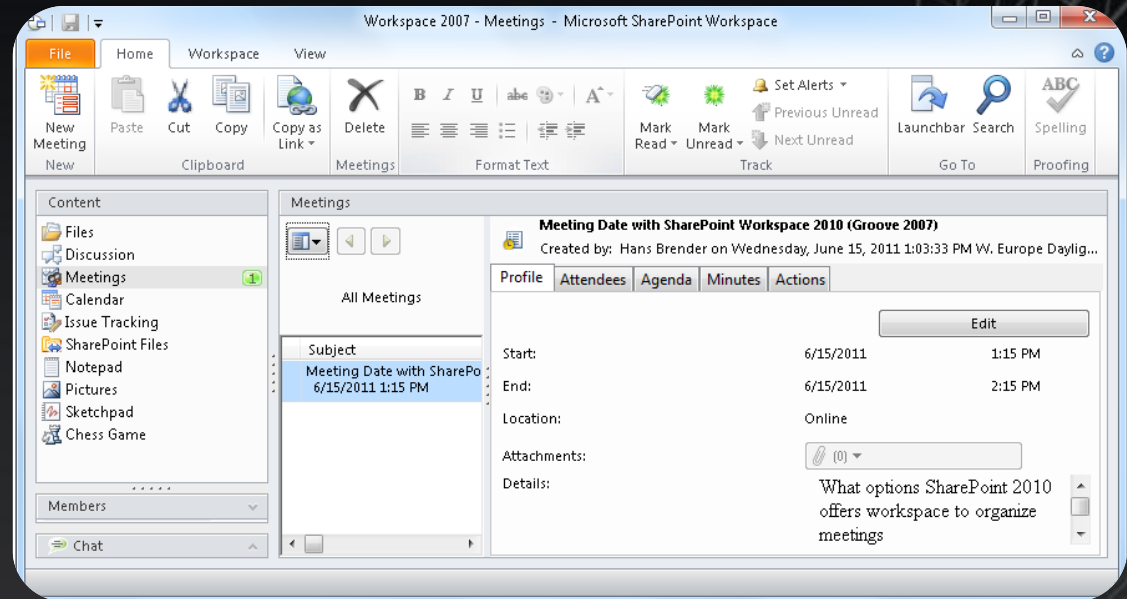 Workspace 2007 - Meetings - Microsoft SharePoint Workspace
File Home Workspace View
New Meeting
Paste
Cut
Copy
Copy as Link
Delete
B I U abc A
Mark Read
Mark Unread
Set Alerts
Previous Unread
Next Unread
Launchbar
Search
ABC
Spelling
New Clipboard Meetings Format Text Track Go To Proofing
Content
Files
Discussion
Meetings 1
Calendar
Issue Tracking
SharePoint Files
Notepad
Pictures
Sketchpad
Chess Game
Members
Chat
Meetings
All Meetings
Subject
Meeting Date with SharePo
6/15/2011 1:15 PM
Meeting Date with SharePoint Workspace 2010 (Groove 2007)
Created by: Hans Brender on Wednesday, June 15, 2011 1:03:33 PM W. Europe Daylig...
Profile Attendees Agenda Minutes Actions
Edit
Start: 6/15/2011 1:15 PM
End: 6/15/2011 2:15 PM
Location: Online
Attachments: (0)
Details: What options SharePoint 2010
offers workspace to organize
meetings